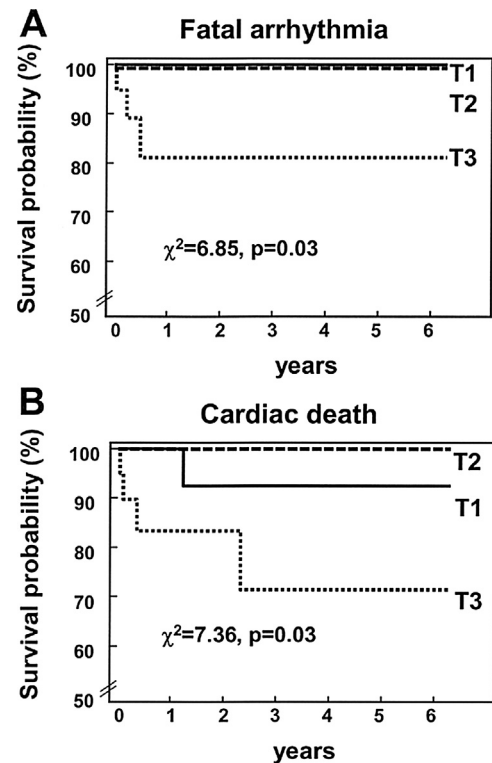 A
Fatal arrhythmia
Survival probability (%)
100
90
80
70
60
50
T1
T2
T3
χ²=6.85, p=0.03
0 1 2 3 4 5 6
years
B
Cardiac death
Survival probability (%)
100
90
80
70
60
50
T2
T1
T3
χ²=7.36, p=0.03
0 1 2 3 4 5 6
years